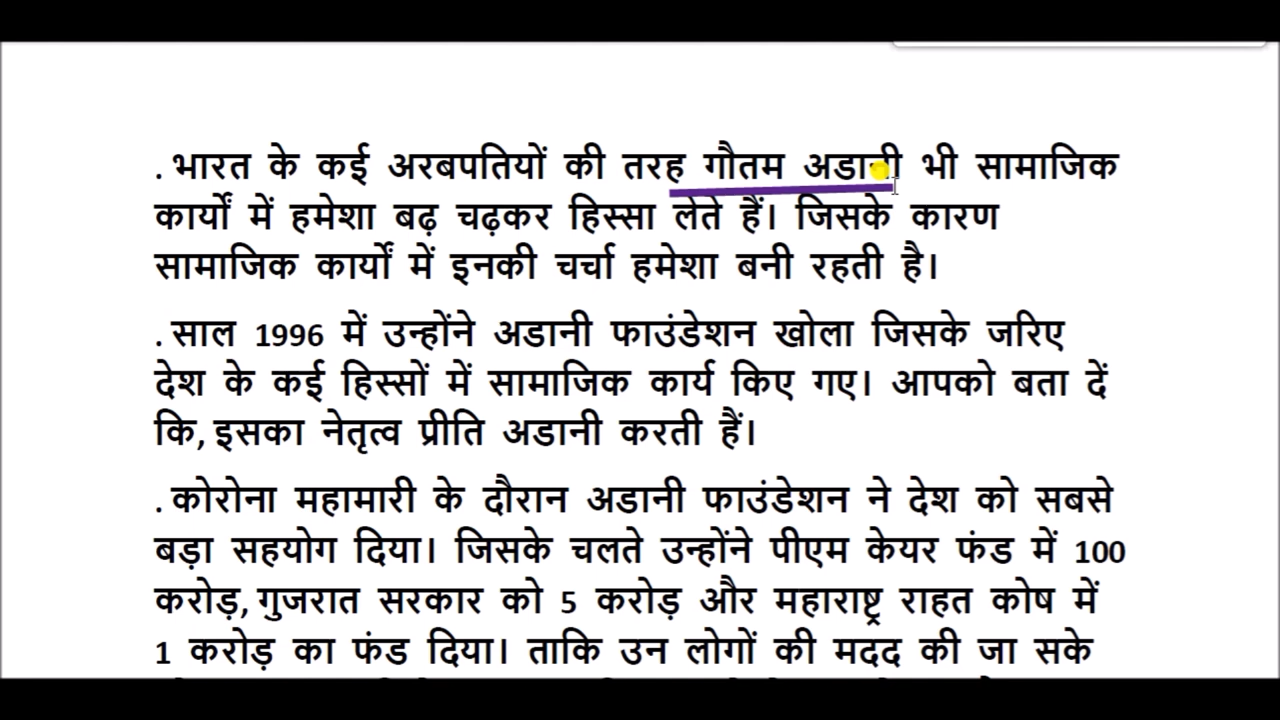 . भारत के कई अरबपतियों की तरह गौतम अडानी भी सामाजिक
कार्यों में हमेशा बढ़ चढ़कर हिस्सा लेते हैं। जिसके कारण
सामाजिक कार्यों में इनकी चर्चा हमेशा बनी रहती है।
. साल 1996 में उन्होंने अडानी फाउंडेशन खोला जिसके जरिए
देश के कई हिस्सों में सामाजिक कार्य किए गए। आपको बता दें
कि, इसका नेतृत्व प्रीति अडानी करती हैं।
. कोरोना महामारी के दौरान अडानी फाउंडेशन ने देश को सबसे
बड़ा सहयोग दिया। जिसके चलते उन्होंने पीएम केयर फंड में 100
करोड़, गुजरात सरकार को 5 करोड़ और महाराष्ट्र राहत कोष में
1 करोड़ का फंड दिया। ताकि उन लोगों की मदद की जा सके